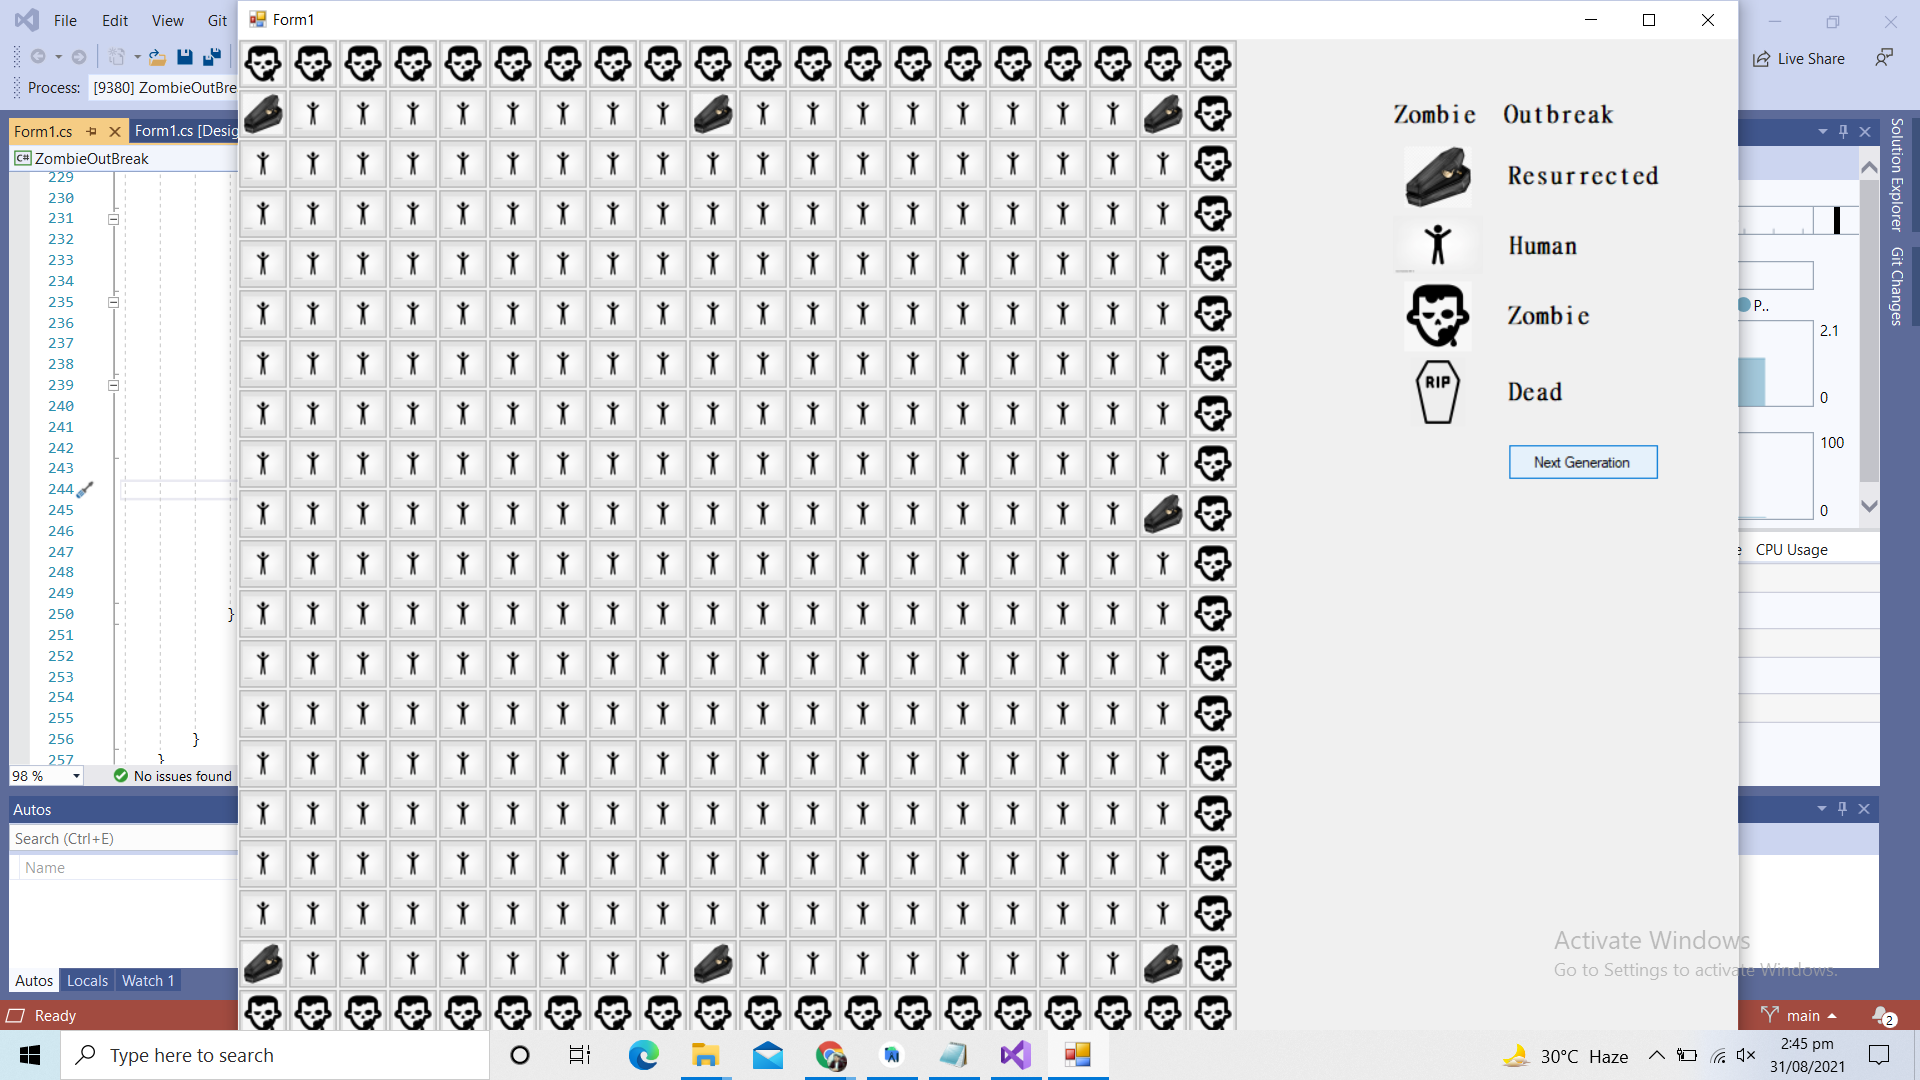 File Edit View Git
Form1
Live Share
Process: [9380] ZombieOutBre
Form1.cs Form1.cs [Desig
C# ZombieOutBreak
229
230
231
232
233
234
235
236
237
238
239
240
241
242
243
244
245
246
247
248
249
250 }
251
252
253
254
255
256 }
257 }
98 % No issues found
Zombie Outbreak
Resurrected
Human
Zombie
RIP Dead
Next Generation
Solution Explorer
Git Changes
P..
2.1
0
100
0
CPU Usage
Autos
Search (Ctrl+E)
Name
Autos Locals Watch 1
Activate Windows
Go to Settings to activate Windows.
Ready
main 2
Type here to search
30°C Haze
2:45 pm
31/08/2021